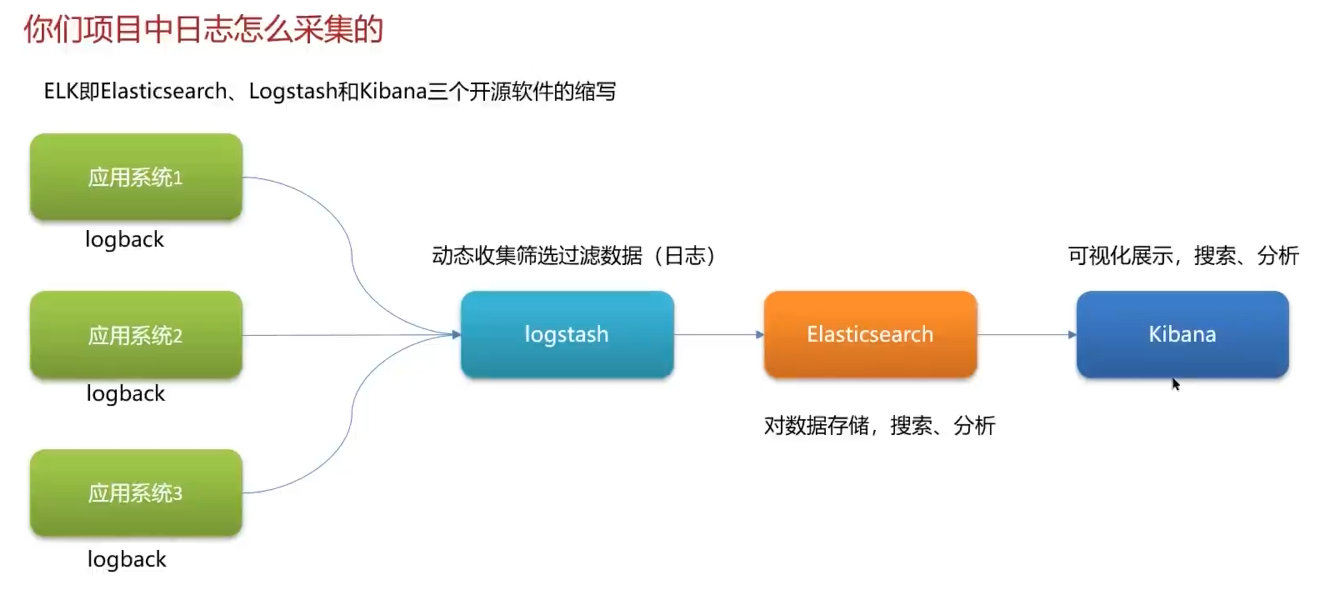 你们项目中日志怎么采集的
ELK即Elasticsearch、Logstash和Kibana三个开源软件的缩写
应用系统1
logback
动态收集筛选过滤数据（日志）
可视化展示，搜索、分析
应用系统2
logstash
Elasticsearch
Kibana
logback
对数据存储，搜索、分析
应用系统3
logback